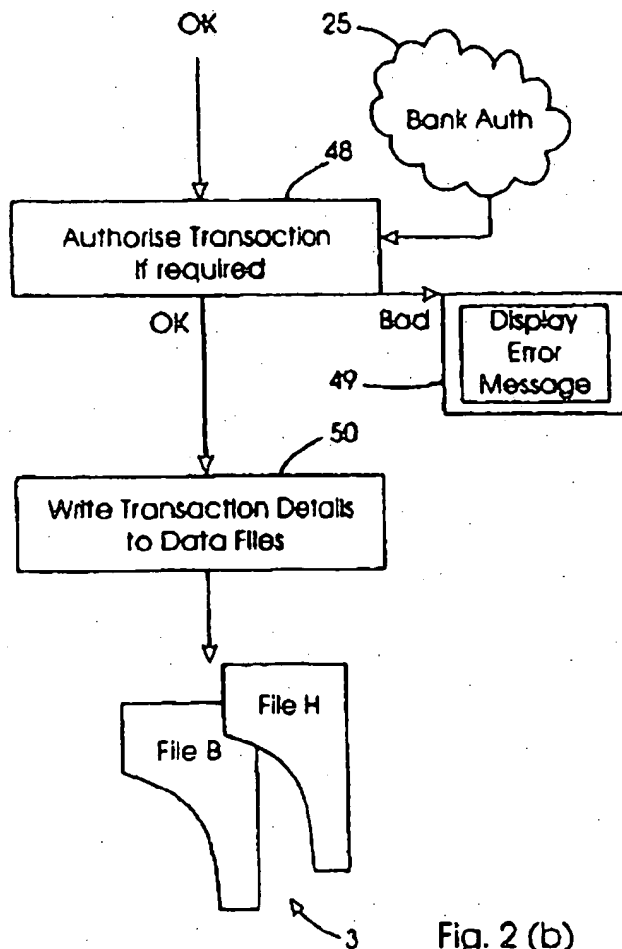 OK
25
Bank Auth
48
Authorise Transaction
If required
OK
Bad
Display
Error
Message
49
50
Write Transaction Details
to Data Files
File H
File B
3
Fig. 2 (b)